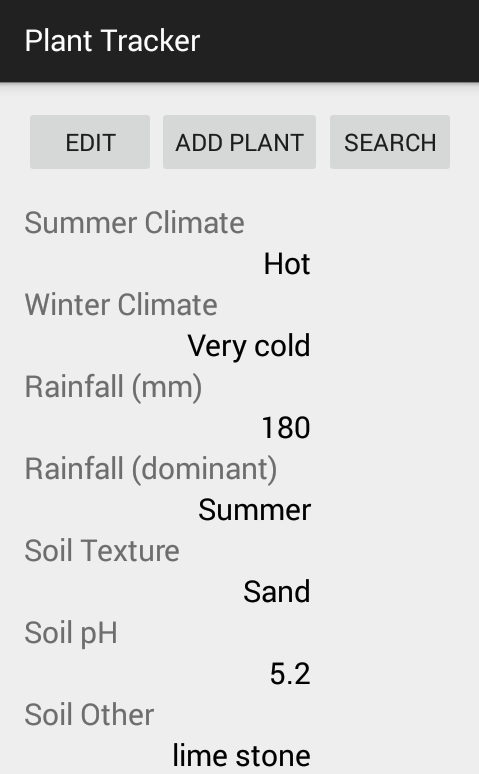 Plant Tracker
EDIT ADD PLANT SEARCH
Summer Climate
Hot
Winter Climate
Very cold
Rainfall (mm)
180
Rainfall (dominant)
Summer
Soil Texture
Sand
Soil pH
5.2
Soil Other
lime stone